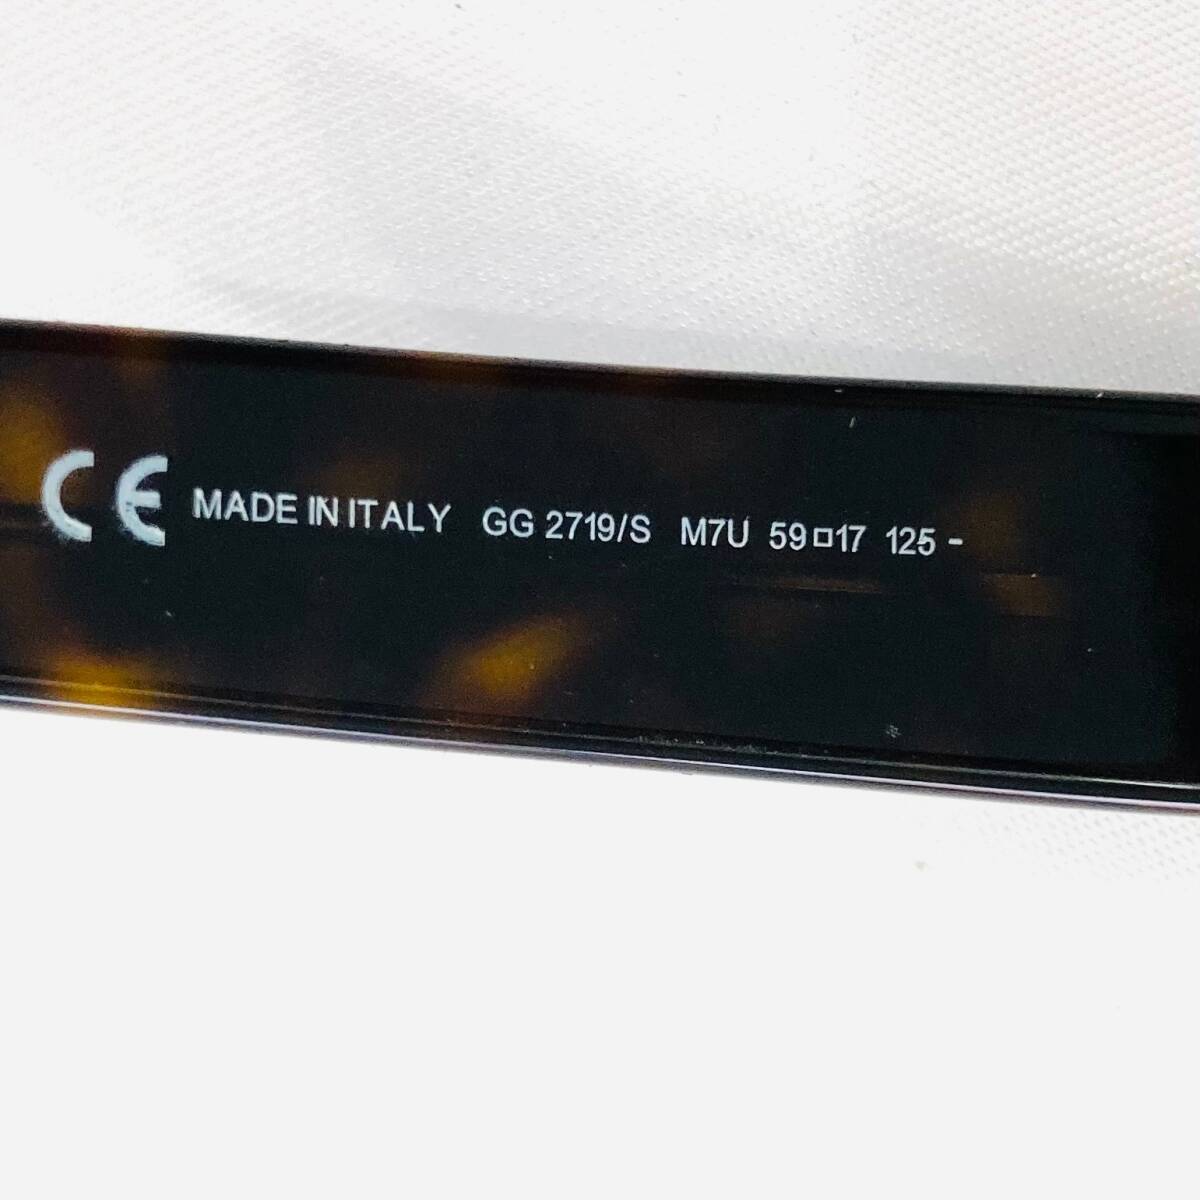 CE MADE IN ITALY GG 2719/S M7U 59□17 125 -